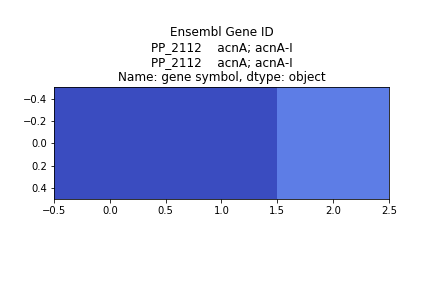 Ensembl Gene ID
PP_2112    acnA; acnA-I
PP_2112    acnA; acnA-I
Name: gene symbol, dtype: object
−0.4
−0.2
0.0
0.2
0.4
−0.5 0.0 0.5 1.0 1.5 2.0 2.5